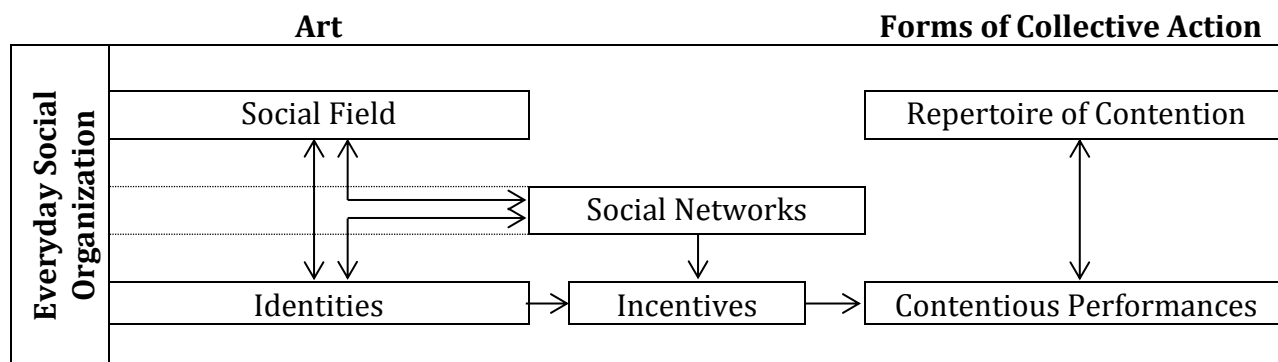 Art
Forms of Collective Action
Everyday Social
Organization
Social Field
Repertoire of Contention
Social Networks
Identities
Incentives
Contentious Performances